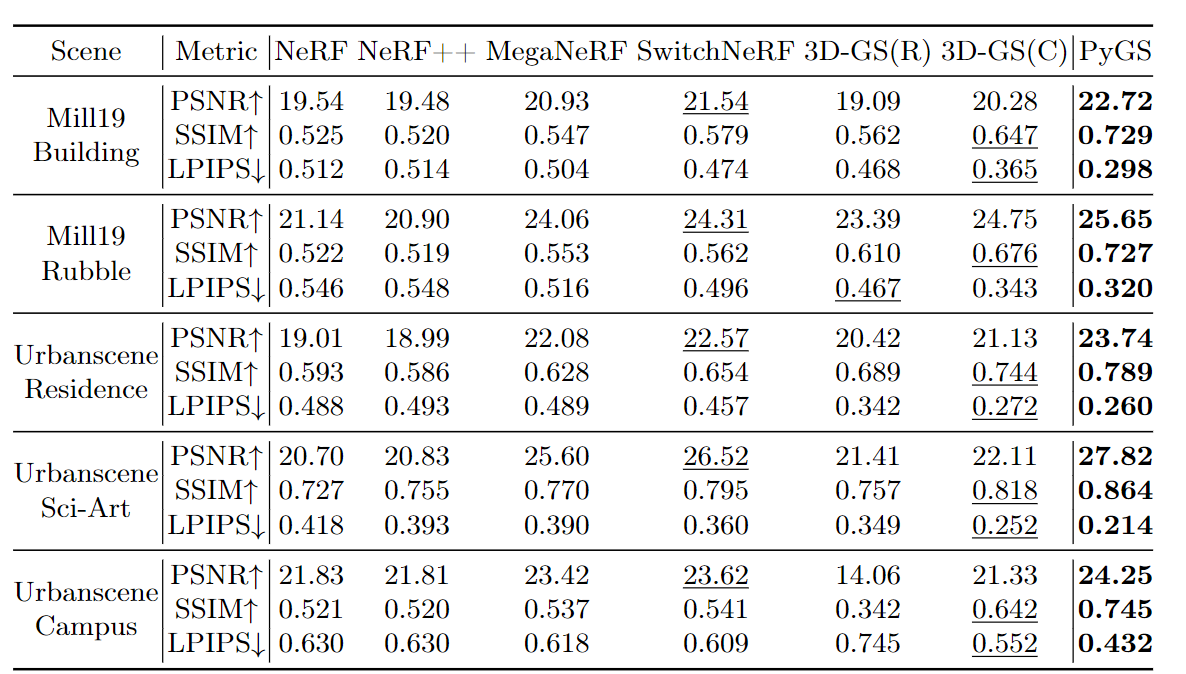 Scene Metric NeRF NeRF++ MegaNeRF SwitchNeRF 3D-GS(R) 3D-GS(C) PyGS
Mill19 Building
PSNR↑ 19.54 19.48 20.93 21.54 19.09 20.28 22.72
SSIM↑ 0.525 0.520 0.547 0.579 0.562 0.647 0.729
LPIPS↓ 0.512 0.514 0.504 0.474 0.468 0.365 0.298
Mill19 Rubble
PSNR↑ 21.14 20.90 24.06 24.31 23.39 24.75 25.65
SSIM↑ 0.522 0.519 0.553 0.562 0.610 0.676 0.727
LPIPS↓ 0.546 0.548 0.516 0.496 0.467 0.343 0.320
Urbanscene Residence
PSNR↑ 19.01 18.99 22.08 22.57 20.42 21.13 23.74
SSIM↑ 0.593 0.586 0.628 0.654 0.689 0.744 0.789
LPIPS↓ 0.488 0.493 0.489 0.457 0.342 0.272 0.260
Urbanscene Sci-Art
PSNR↑ 20.70 20.83 25.60 26.52 21.41 22.11 27.82
SSIM↑ 0.727 0.755 0.770 0.795 0.757 0.818 0.864
LPIPS↓ 0.418 0.393 0.390 0.360 0.349 0.252 0.214
Urbanscene Campus
PSNR↑ 21.83 21.81 23.42 23.62 14.06 21.33 24.25
SSIM↑ 0.521 0.520 0.537 0.541 0.342 0.642 0.745
LPIPS↓ 0.630 0.630 0.618 0.609 0.745 0.552 0.432